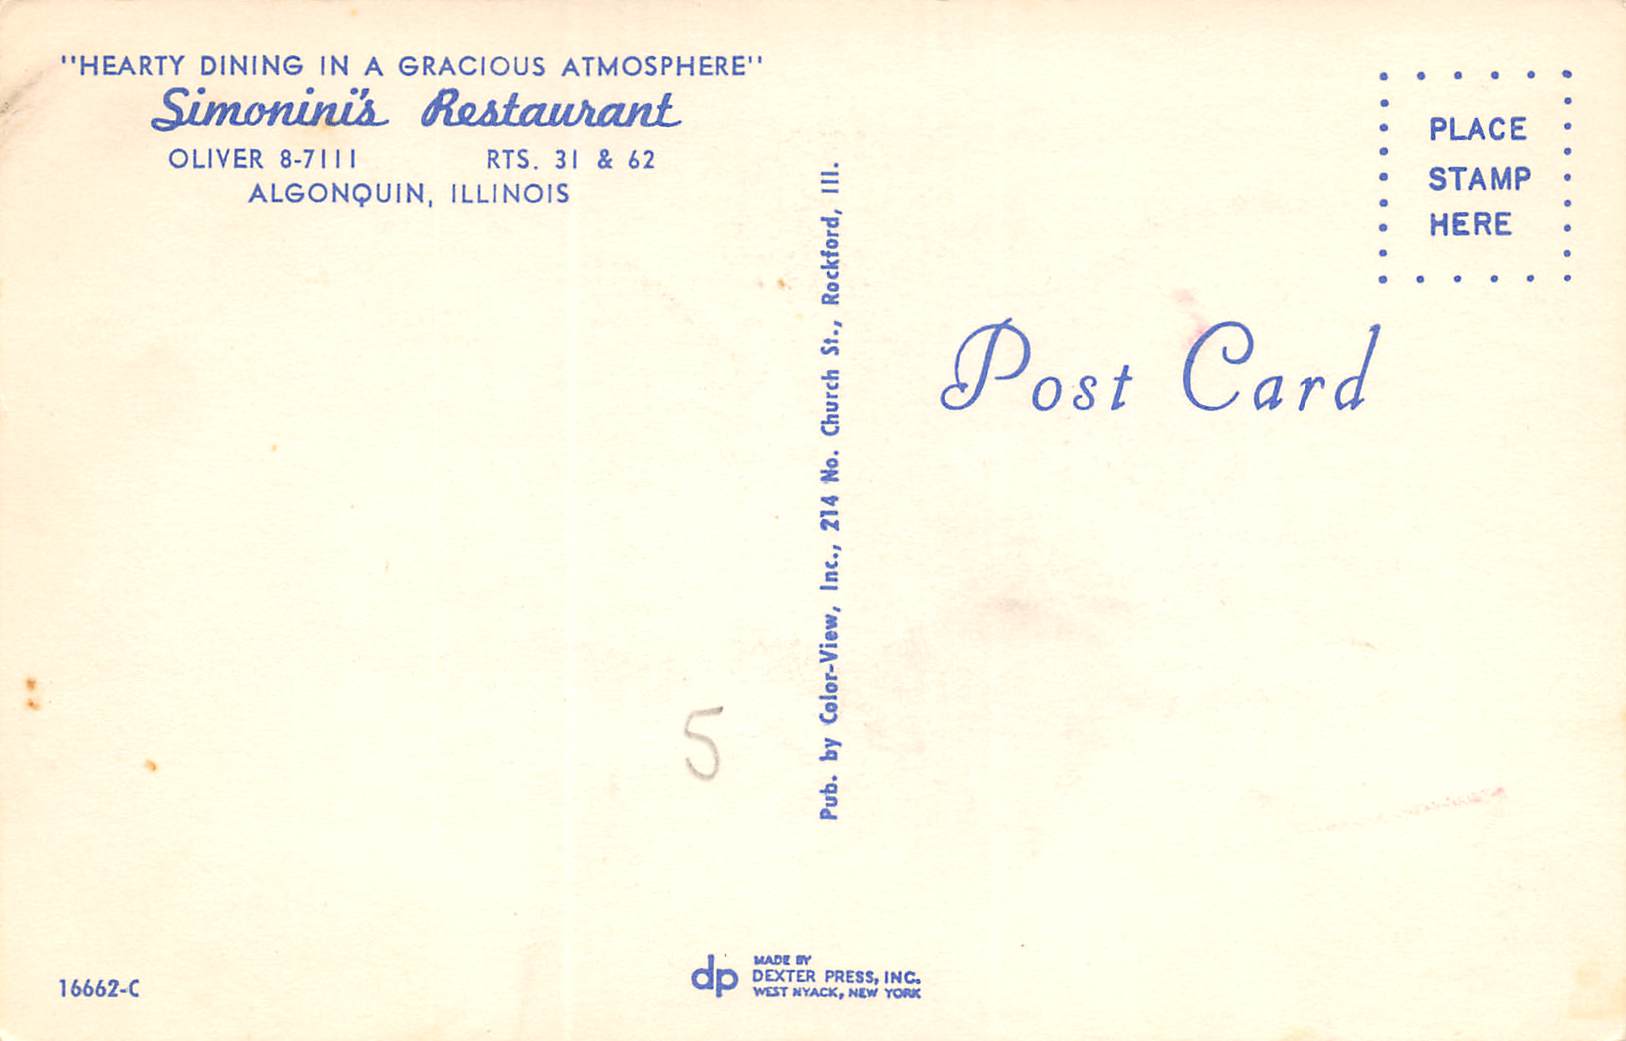 "HEARTY DINING IN A GRACIOUS ATMOSPHERE"
Simonini's Restaurant
OLIVER 8-7111 RTS. 31 & 62
ALGONQUIN, ILLINOIS
Pub. by Color-View, Inc., 214 No. Church St., Rockford, Ill.
PLACE
STAMP
HERE
Post Card
5
16662-C
dp
MADE BY
DEXTER PRESS, INC.
WEST NYACK, NEW YORK